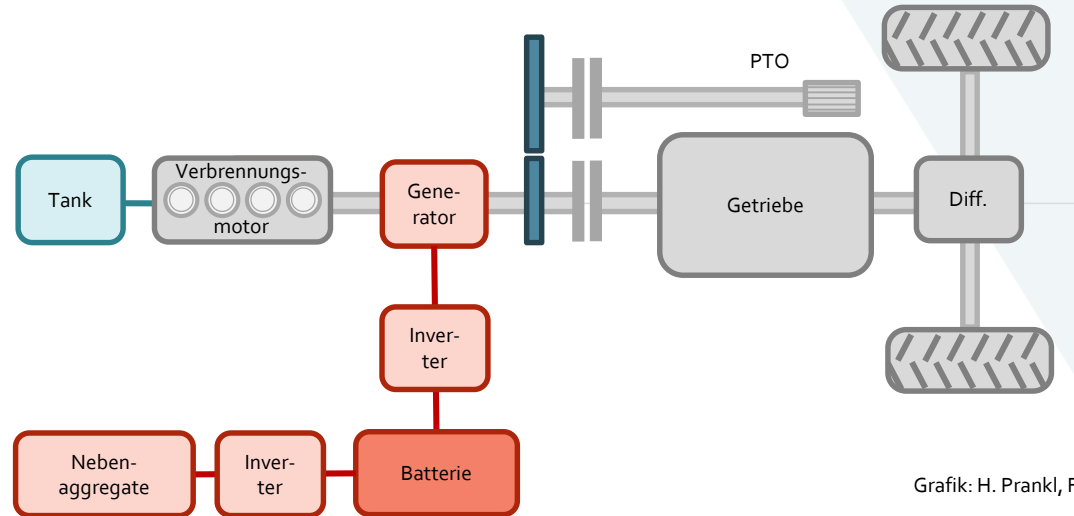 PTO
Verbrennungs-
motor
Tank
Gene-
rator
Getriebe
Diff.
Inver-
ter
Neben-
aggregate
Inver-
ter
Batterie
Grafik: H. Prankl, F